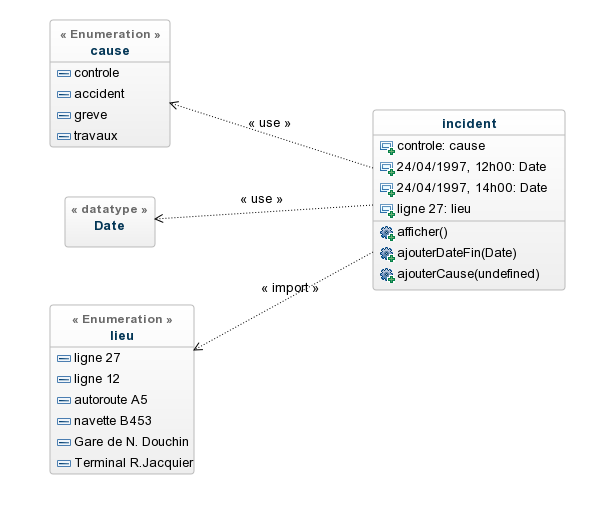 « Enumeration »
cause
controle
accident
greve
travaux
« use »
incident
controle: cause
24/04/1997, 12h00: Date
24/04/1997, 14h00: Date
ligne 27: lieu
afficher()
ajouterDateFin(Date)
ajouterCause(undefined)
« datatype »
Date
« use »
« import »
« Enumeration »
lieu
ligne 27
ligne 12
autoroute A5
navette B453
Gare de N. Douchin
Terminal R.Jacquier